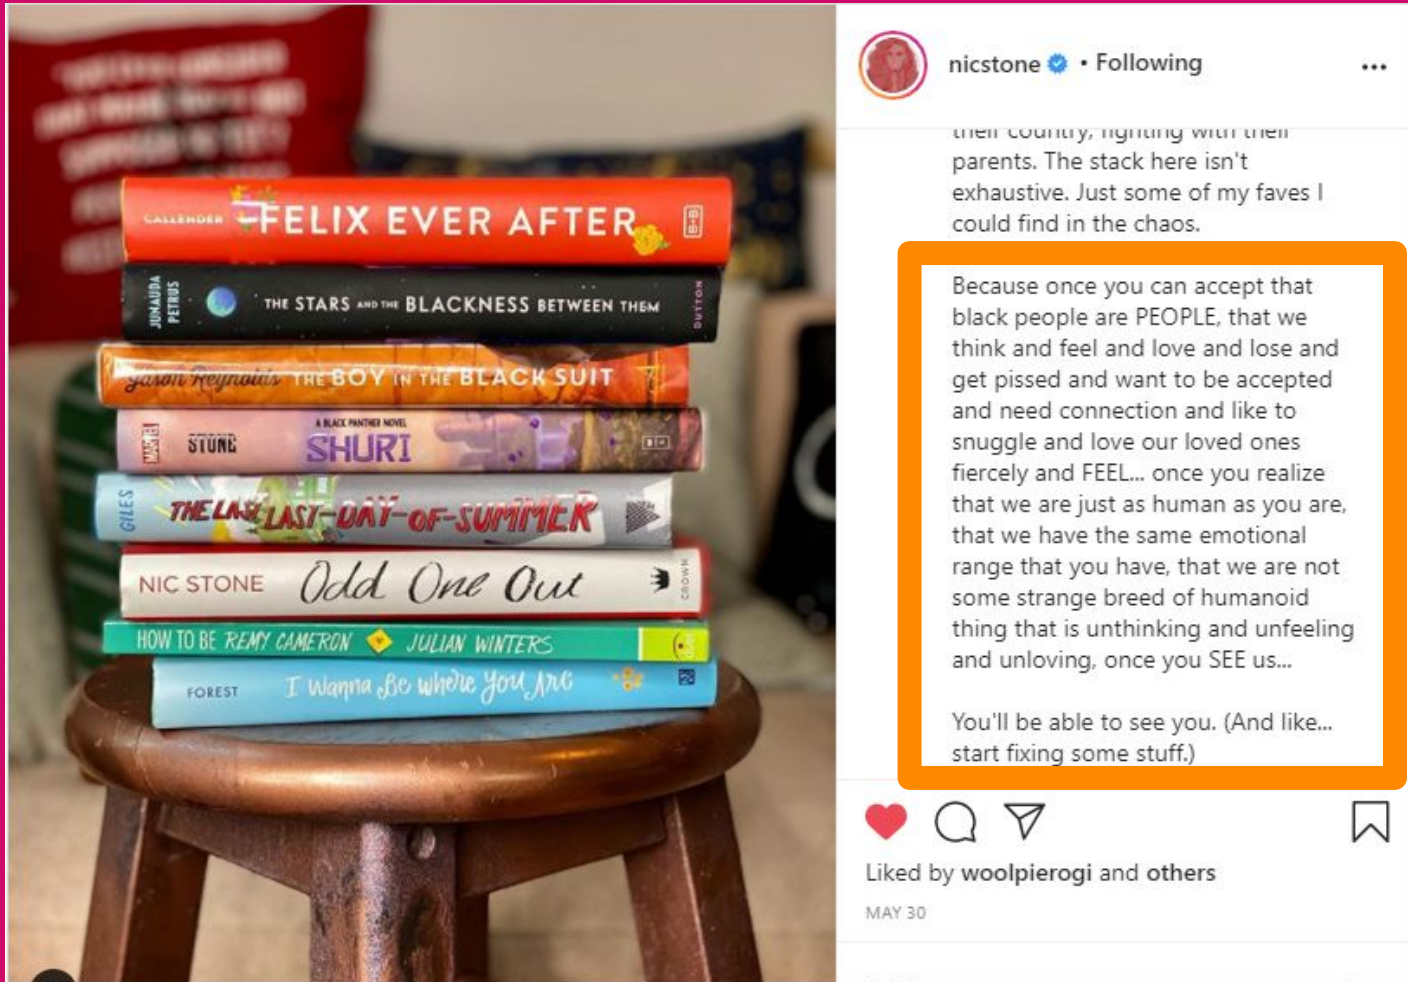 CALLENDER FELIX EVER AFTER B+B
JUNAUDA PETRUS THE STARS AND THE BLACKNESS BETWEEN THEM DUTTON
Jason Reynolds THE BOY IN THE BLACK SUIT
MARVEL STONE A BLACK PANTHER NOVEL SHURI
GILES THE LAST LAST-DAY-OF-SUMMER
NIC STONE Odd One Out CROWN
HOW TO BE REMY CAMERON JULIAN WINTERS duet
FOREST I Wanna Be where You Are
nicstone • Following
their country, fighting with their
parents. The stack here isn't
exhaustive. Just some of my faves I
could find in the chaos.
Because once you can accept that
black people are PEOPLE, that we
think and feel and love and lose and
get pissed and want to be accepted
and need connection and like to
snuggle and love our loved ones
fiercely and FEEL... once you realize
that we are just as human as you are,
that we have the same emotional
range that you have, that we are not
some strange breed of humanoid
thing that is unthinking and unfeeling
and unloving, once you SEE us...
You'll be able to see you. (And like...
start fixing some stuff.)
Liked by woolpierogi and others
MAY 30